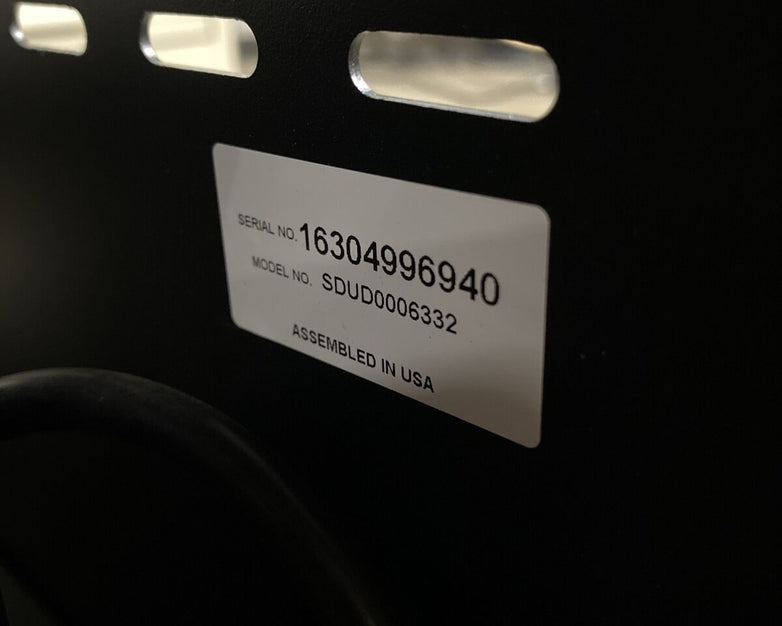 SERIAL NO. 16304996940
MODEL NO. SDUD0006332
ASSEMBLED IN USA